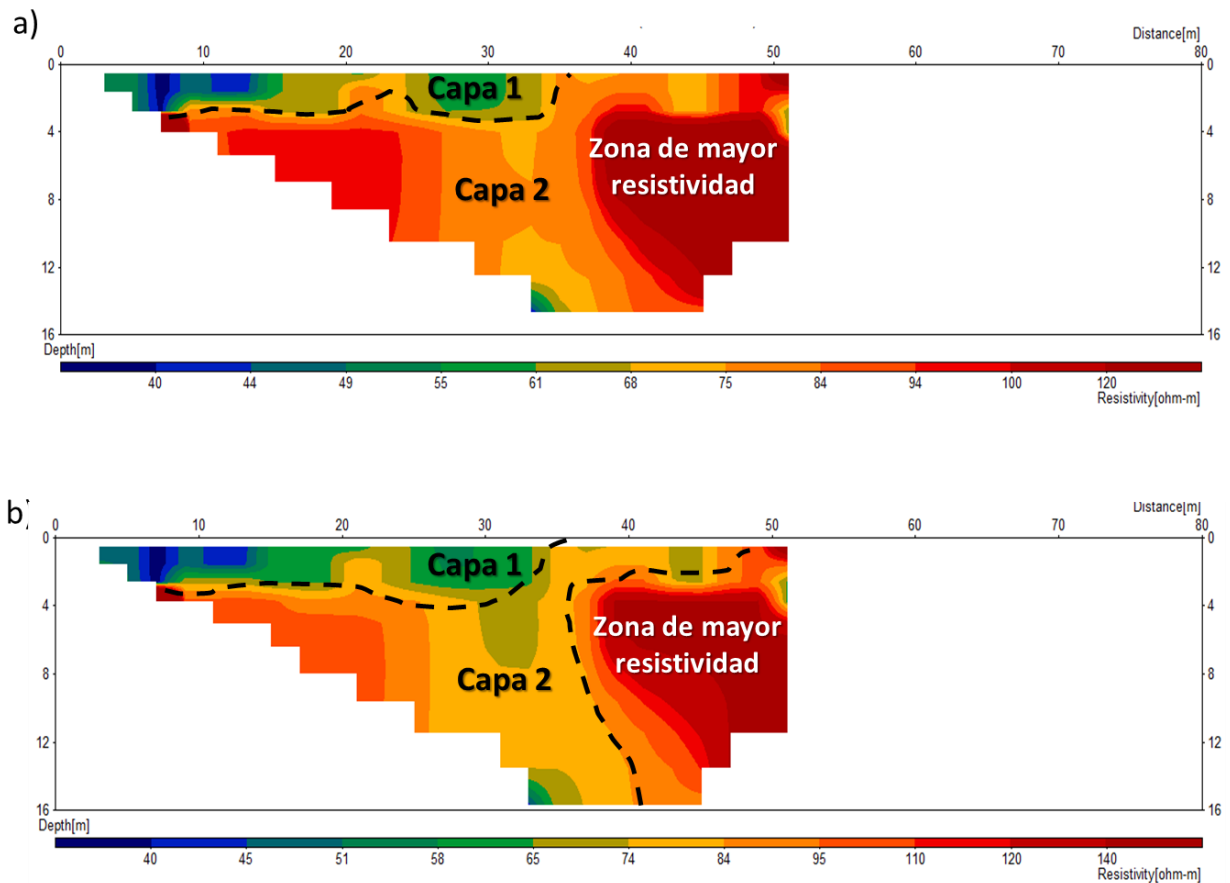 a)
Distance[m]
0 10 20 30 40 50 60 70 80
0 0
Capa 1
4 4
Zona de mayor
resistividad
Capa 2
8 8
12 12
16 16
Depth[m]
40 44 49 55 61 68 75 84 94 100 120
Resistivity[ohm-m]
b)
Distance[m]
0 10 20 30 40 50 60 70 80
0 0
Capa 1
4 4
Zona de mayor
resistividad
Capa 2
8 8
12 12
16 16
Depth[m]
40 45 51 58 65 74 84 95 110 120 140
Resistivity[ohm-m]